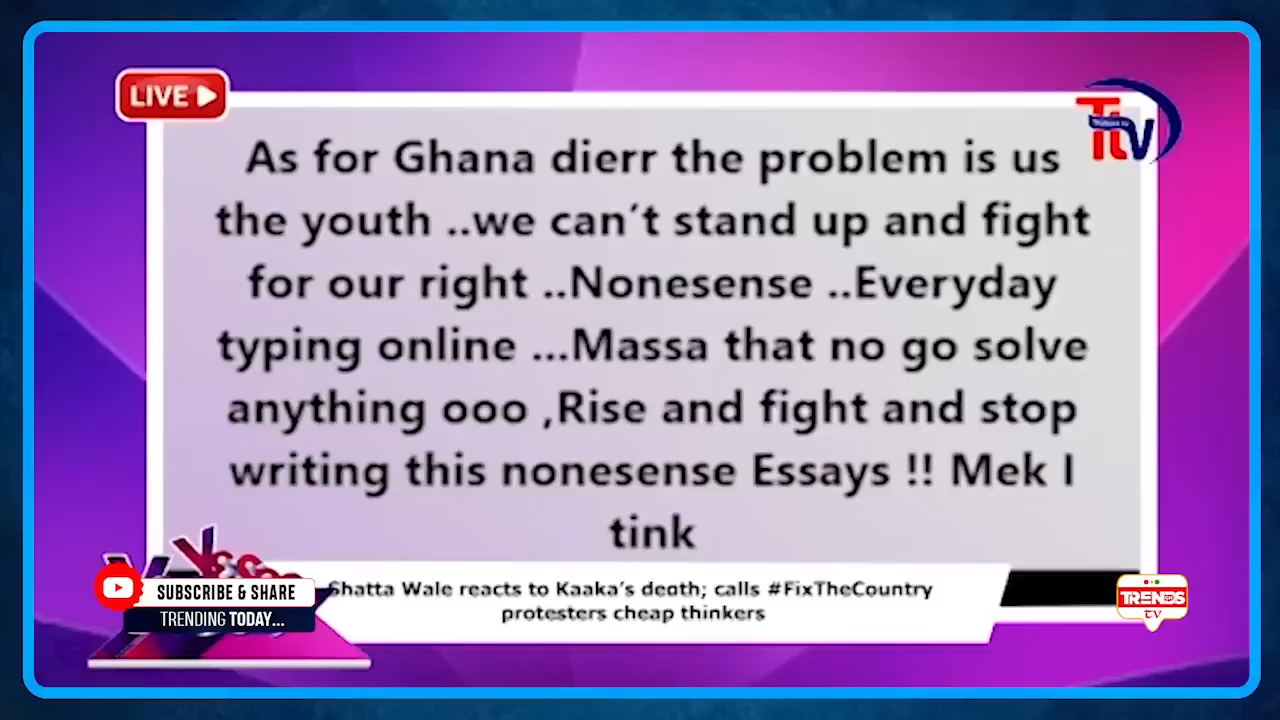 LIVE
TTV
As for Ghana dierr the problem is us
the youth ..we can´t stand up and fight
for our right ..Nonesense ..Everyday
typing online ...Massa that no go solve
anything ooo ,Rise and fight and stop
writing this nonesense Essays !! Mek I
tink
Shatta Wale reacts to Kaaka’s death; calls #FixTheCountry
protesters cheap thinkers
SUBSCRIBE & SHARE
TRENDING TODAY...
TRENDS
tv